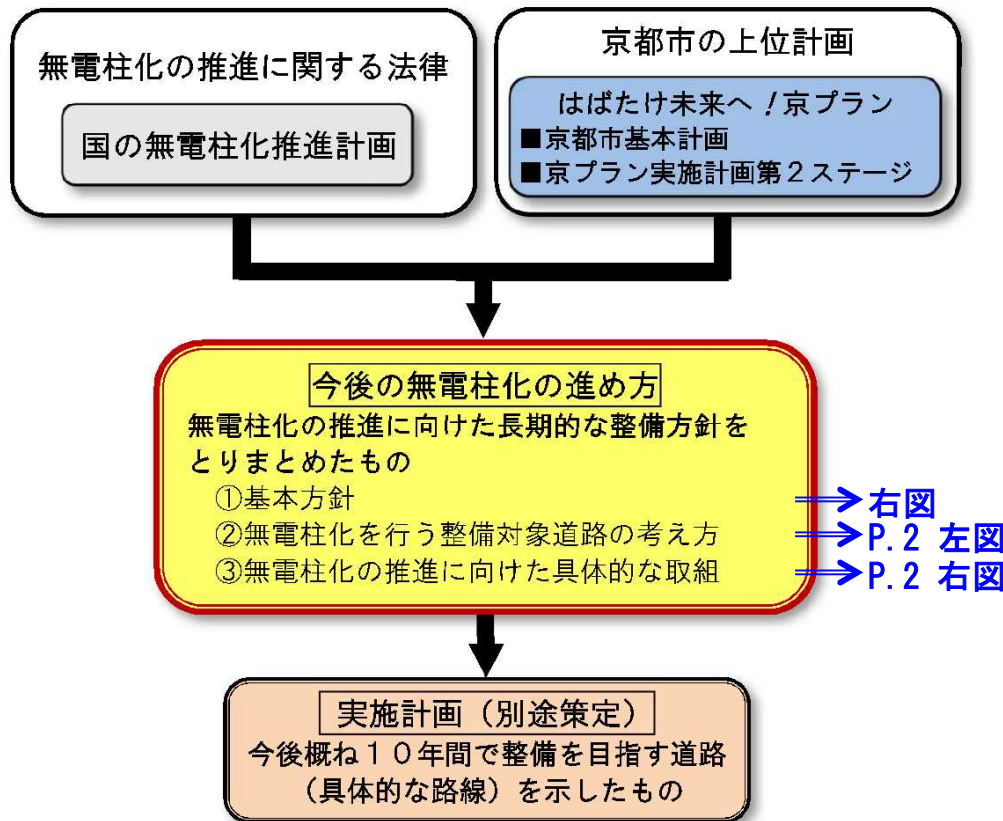 無電柱化の推進に関する法律
国の無電柱化推進計画
京都市の上位計画
はばたけ未来へ！京プラン
■京都市基本計画
■京プラン実施計画第２ステージ
今後の無電柱化の進め方
無電柱化の推進に向けた長期的な整備方針を
とりまとめたもの
①基本方針
右図
②無電柱化を行う整備対象道路の考え方
P.2 左図
③無電柱化の推進に向けた具体的な取組
P.2 右図
実施計画（別途策定）
今後概ね１０年間で整備を目指す道路
（具体的な路線）を示したもの